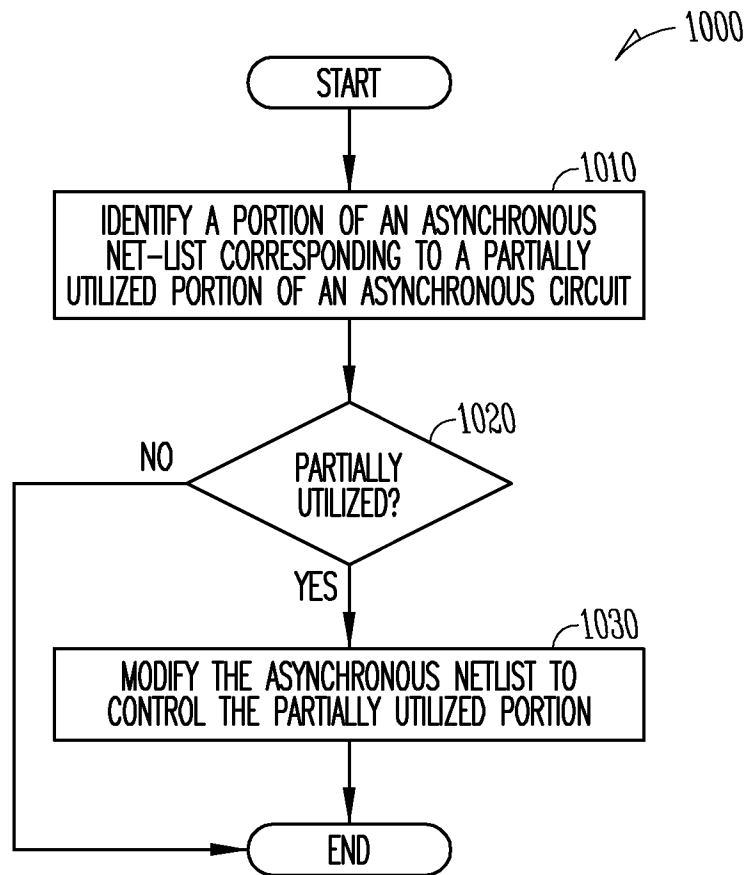 1000
START
1010
IDENTIFY A PORTION OF AN ASYNCHRONOUS
NET-LIST CORRESPONDING TO A PARTIALLY
UTILIZED PORTION OF AN ASYNCHRONOUS CIRCUIT
1020
NO
PARTIALLY
UTILIZED?
YES
1030
MODIFY THE ASYNCHRONOUS NETLIST TO
CONTROL THE PARTIALLY UTILIZED PORTION
END